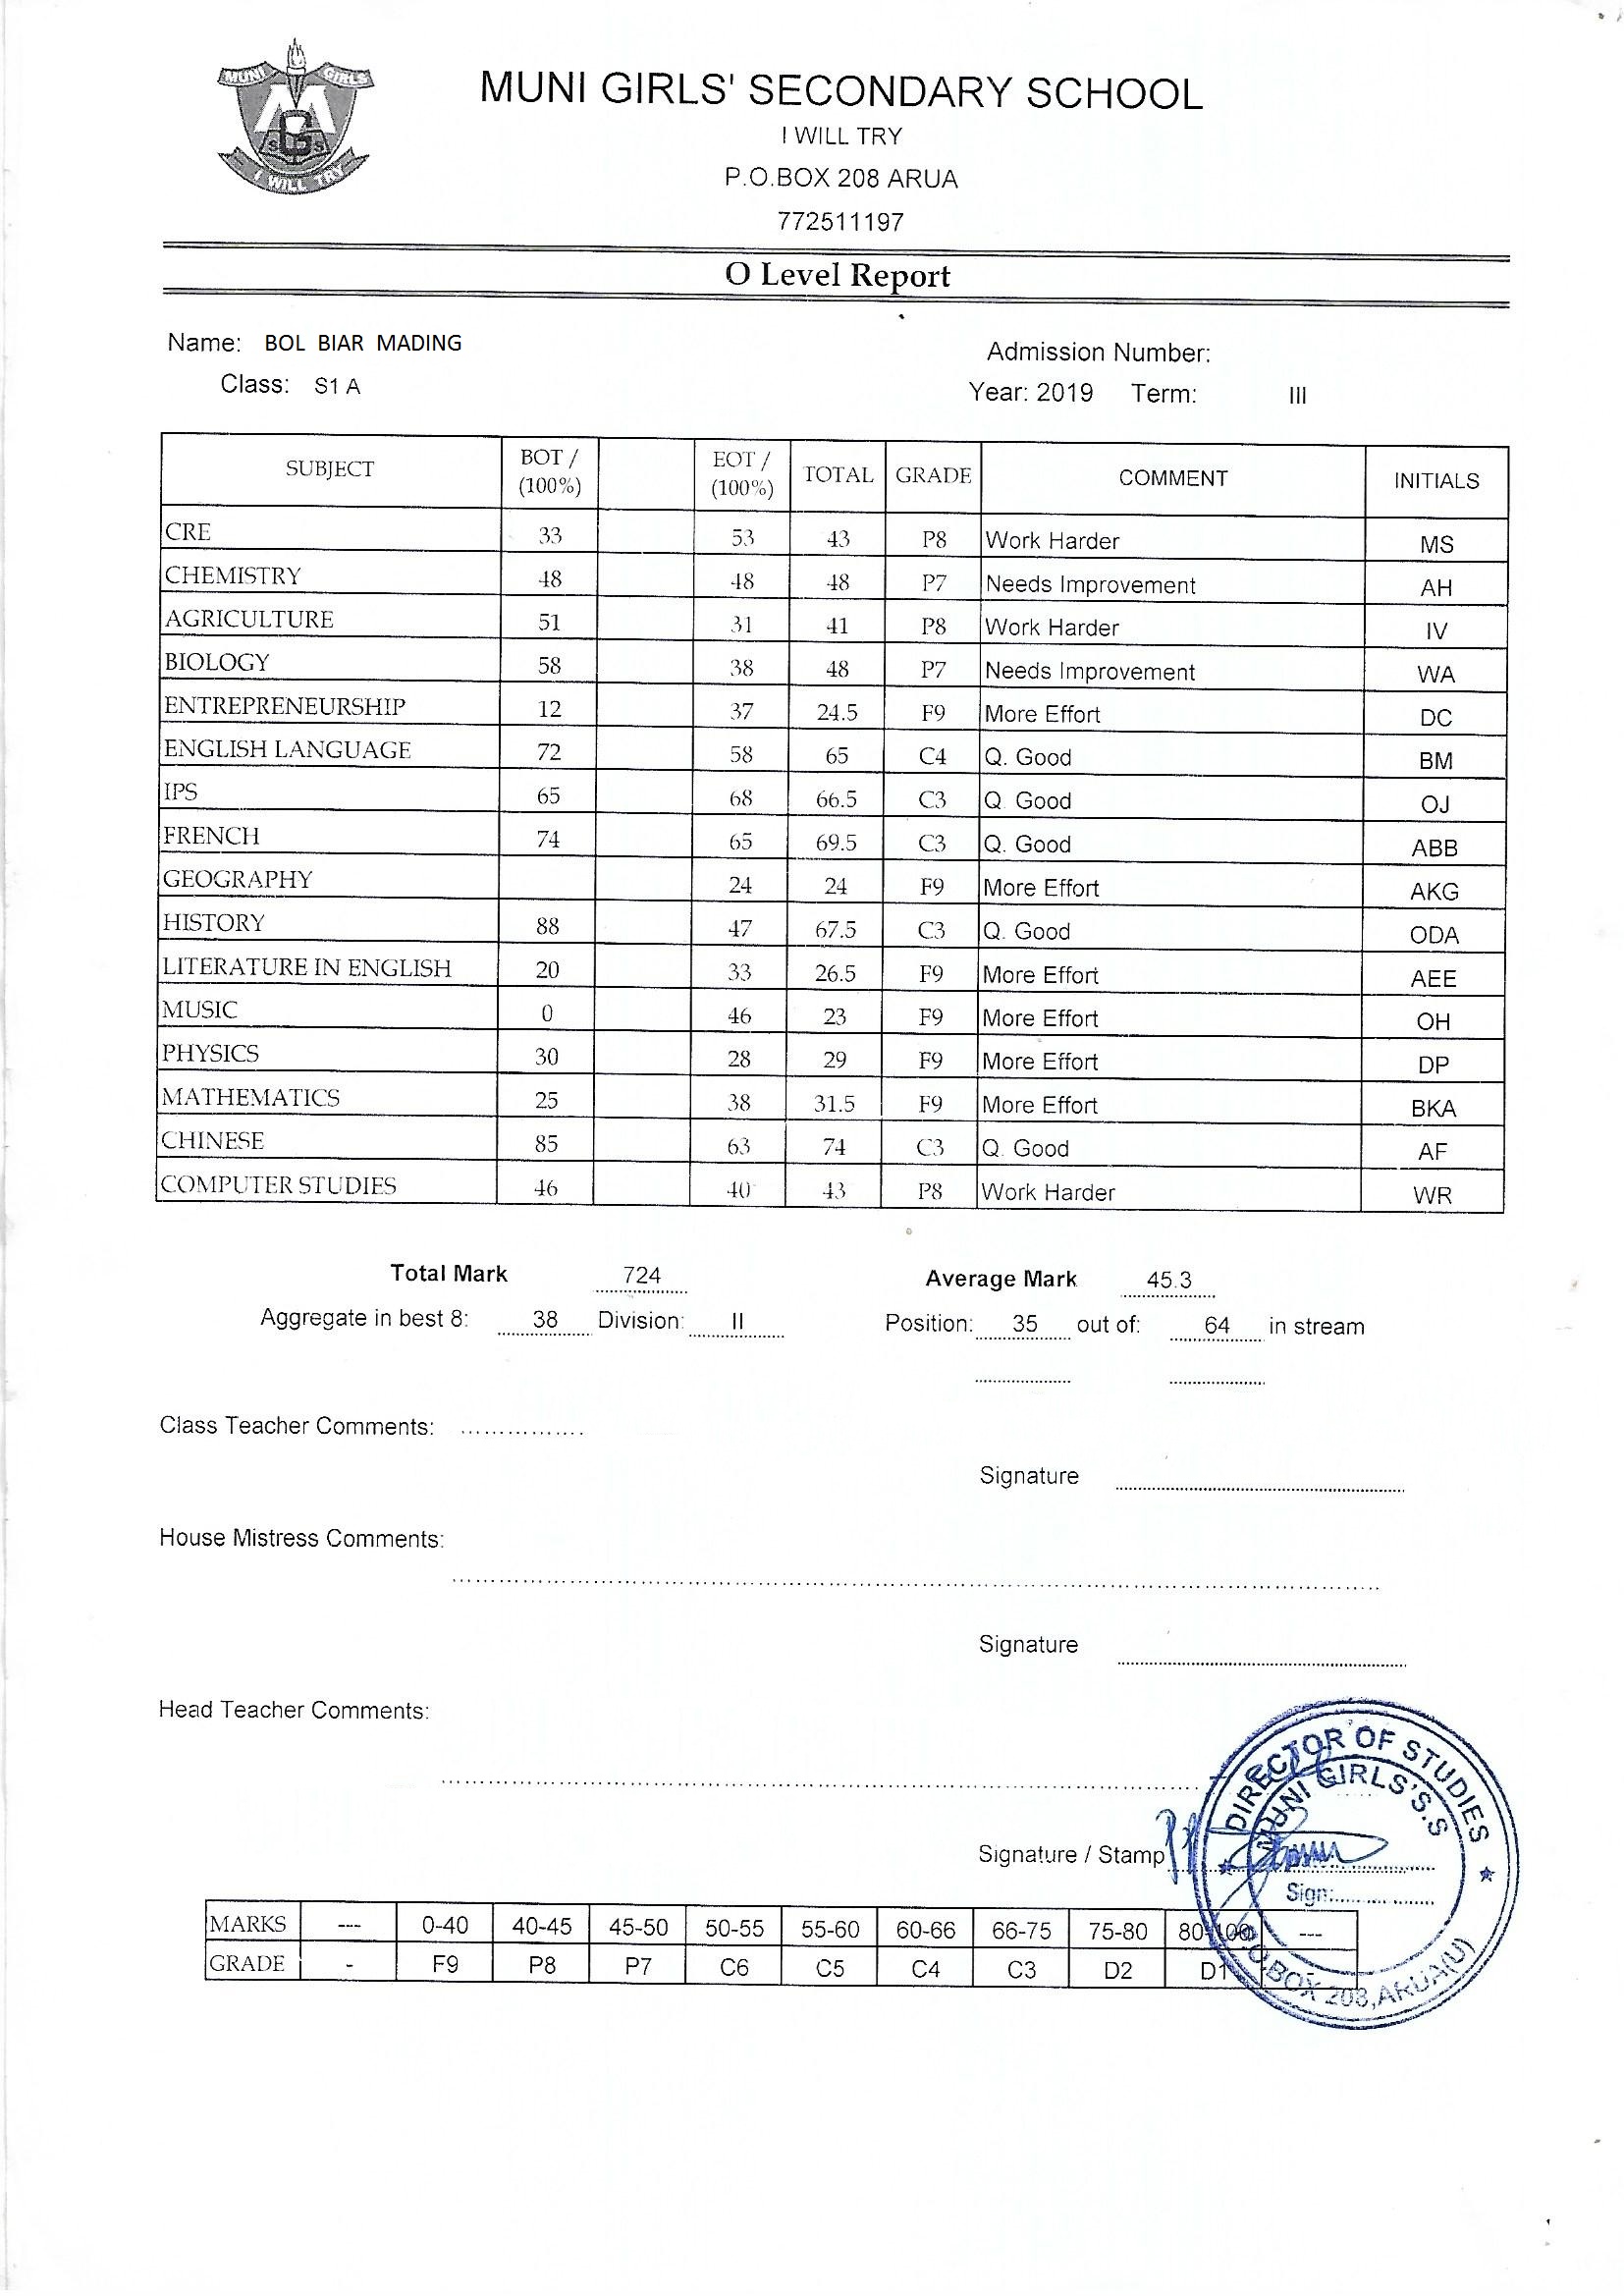 MUNI GIRLS
M
G
S S
I WILL TRY
MUNI GIRLS' SECONDARY SCHOOL
I WILL TRY
P.O.BOX 208 ARUA
772511197
O Level Report
Name: BOL BIAR MADING
Admission Number:
Class: S1 A
Year: 2019 Term: III
SUBJECT BOT / (100%) EOT / (100%) TOTAL GRADE COMMENT INITIALS
CRE 33 53 43 P8 Work Harder MS
CHEMISTRY 48 48 48 P7 Needs Improvement AH
AGRICULTURE 51 31 41 P8 Work Harder IV
BIOLOGY 58 38 48 P7 Needs Improvement WA
ENTREPRENEURSHIP 12 37 24.5 F9 More Effort DC
ENGLISH LANGUAGE 72 58 65 C4 Q. Good BM
IPS 65 68 66.5 C3 Q. Good OJ
FRENCH 74 65 69.5 C3 Q. Good ABB
GEOGRAPHY 24 24 F9 More Effort AKG
HISTORY 88 47 67.5 C3 Q. Good ODA
LITERATURE IN ENGLISH 20 33 26.5 F9 More Effort AEE
MUSIC 0 46 23 F9 More Effort OH
PHYSICS 30 28 29 F9 More Effort DP
MATHEMATICS 25 38 31.5 F9 More Effort BKA
CHINESE 85 63 74 C3 Q. Good AF
COMPUTER STUDIES 46 40 43 P8 Work Harder WR
Total Mark 724 Average Mark 45.3
Aggregate in best 8: 38 Division: II Position: 35 out of: 64 in stream
Class Teacher Comments:
Signature
House Mistress Comments:
Signature
Head Teacher Comments:
Signature / Stamp
DIRECTOR OF STUDIES
MUNI GIRLS'S.S
Sign:
P.O.BOX 208,ARUA(U)
MARKS --- 0-40 40-45 45-50 50-55 55-60 60-66 66-75 75-80 80-100 ---
GRADE - F9 P8 P7 C6 C5 C4 C3 D2 D1 -